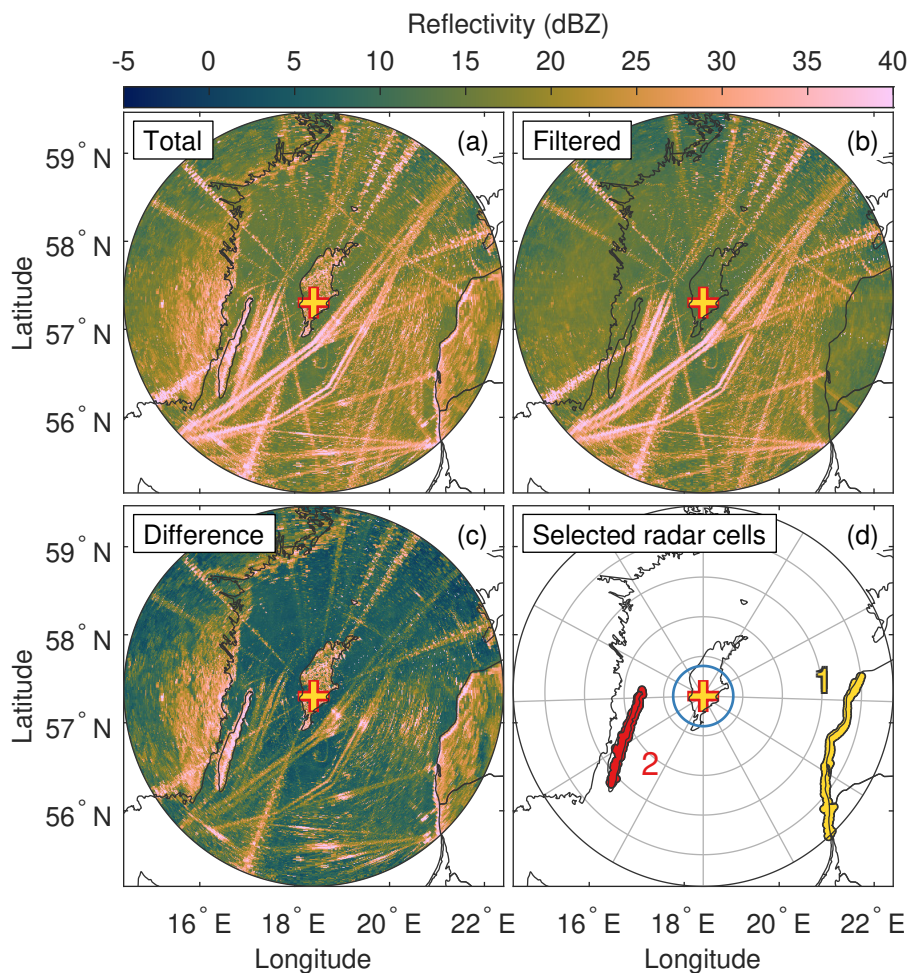 Reflectivity (dBZ)
-5 0 5 10 15 20 25 30 35 40
Total (a)
Filtered (b)
59° N
58° N
57° N
56° N
Latitude
Difference (c)
Selected radar cells (d)
59° N
58° N
57° N
56° N
Latitude
1
2
16° E 18° E 20° E 22° E
16° E 18° E 20° E 22° E
Longitude
Longitude